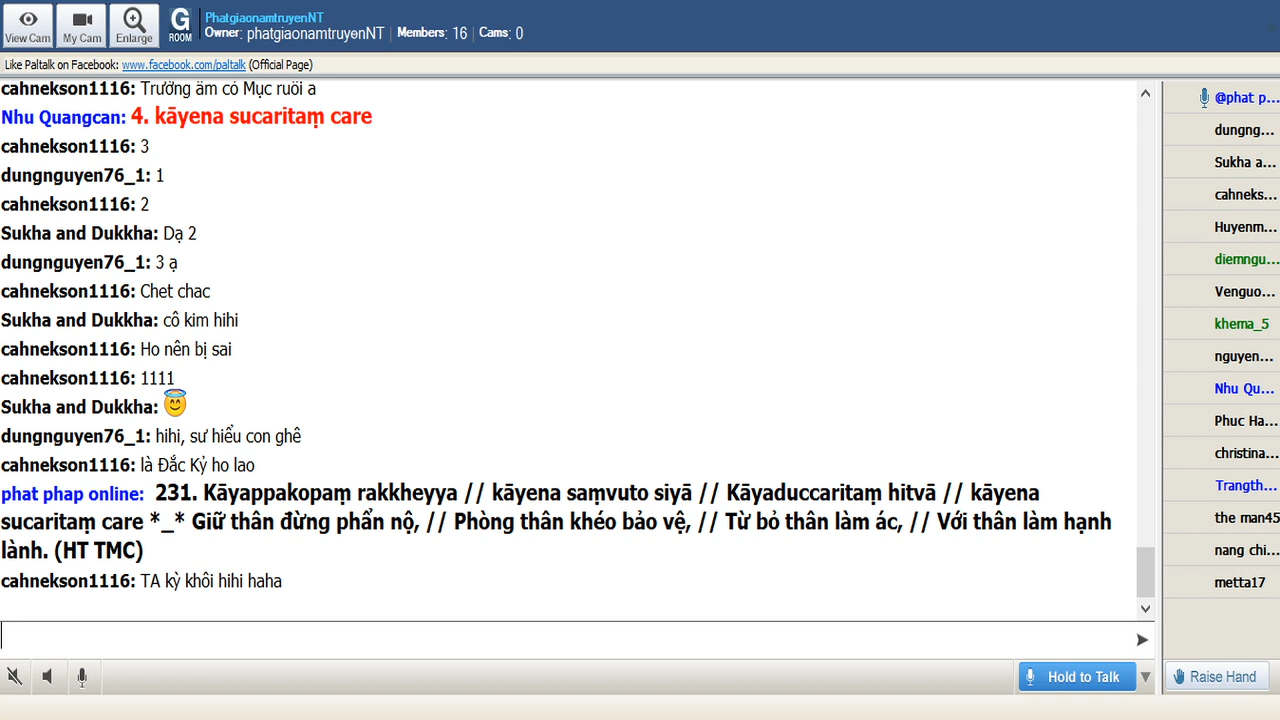 View Cam
My Cam
Enlarge
G
ROOM
PhatgiaonamtruyenNT
Owner: phatgiaonamtruyenNT | Members: 16 | Cams: 0
Like Paltalk on Facebook: www.facebook.com/paltalk (Official Page)
cahnekson1116: Trưởng âm có Mục ruỗi a
Nhu Quangcan: 4. kāyena sucaritaṃ care
cahnekson1116: 3
dungnguyen76_1: 1
cahnekson1116: 2
Sukha and Dukkha: Dạ 2
dungnguyen76_1: 3 ạ
cahnekson1116: Chet chac
Sukha and Dukkha: cô kim hihi
cahnekson1116: Ho nên bị sai
cahnekson1116: 1111
Sukha and Dukkha:
dungnguyen76_1: hihi, sư hiểu con ghê
cahnekson1116: là Đắc Kỷ ho lao
phat phap online: 231. Kāyappakopaṃ rakkheyya // kāyena saṃvuto siyā // Kāyaduccaritaṃ hitvā // kāyena
sucaritaṃ care *_* Giữ thân đừng phẩn nộ, // Phòng thân khéo bảo vệ, // Từ bỏ thân làm ác, // Với thân làm hạnh
lành. (HT TMC)
cahnekson1116: TA kỳ khôi hihi haha
@phat p...
dungng...
Sukha a...
cahneks...
Huyenm...
diemngu...
Venguo...
khema_5
nguyen...
Nhu Qu...
Phuc Ha...
christina...
Trangth...
the man45
nang chi...
metta17
Hold to Talk
Raise Hand